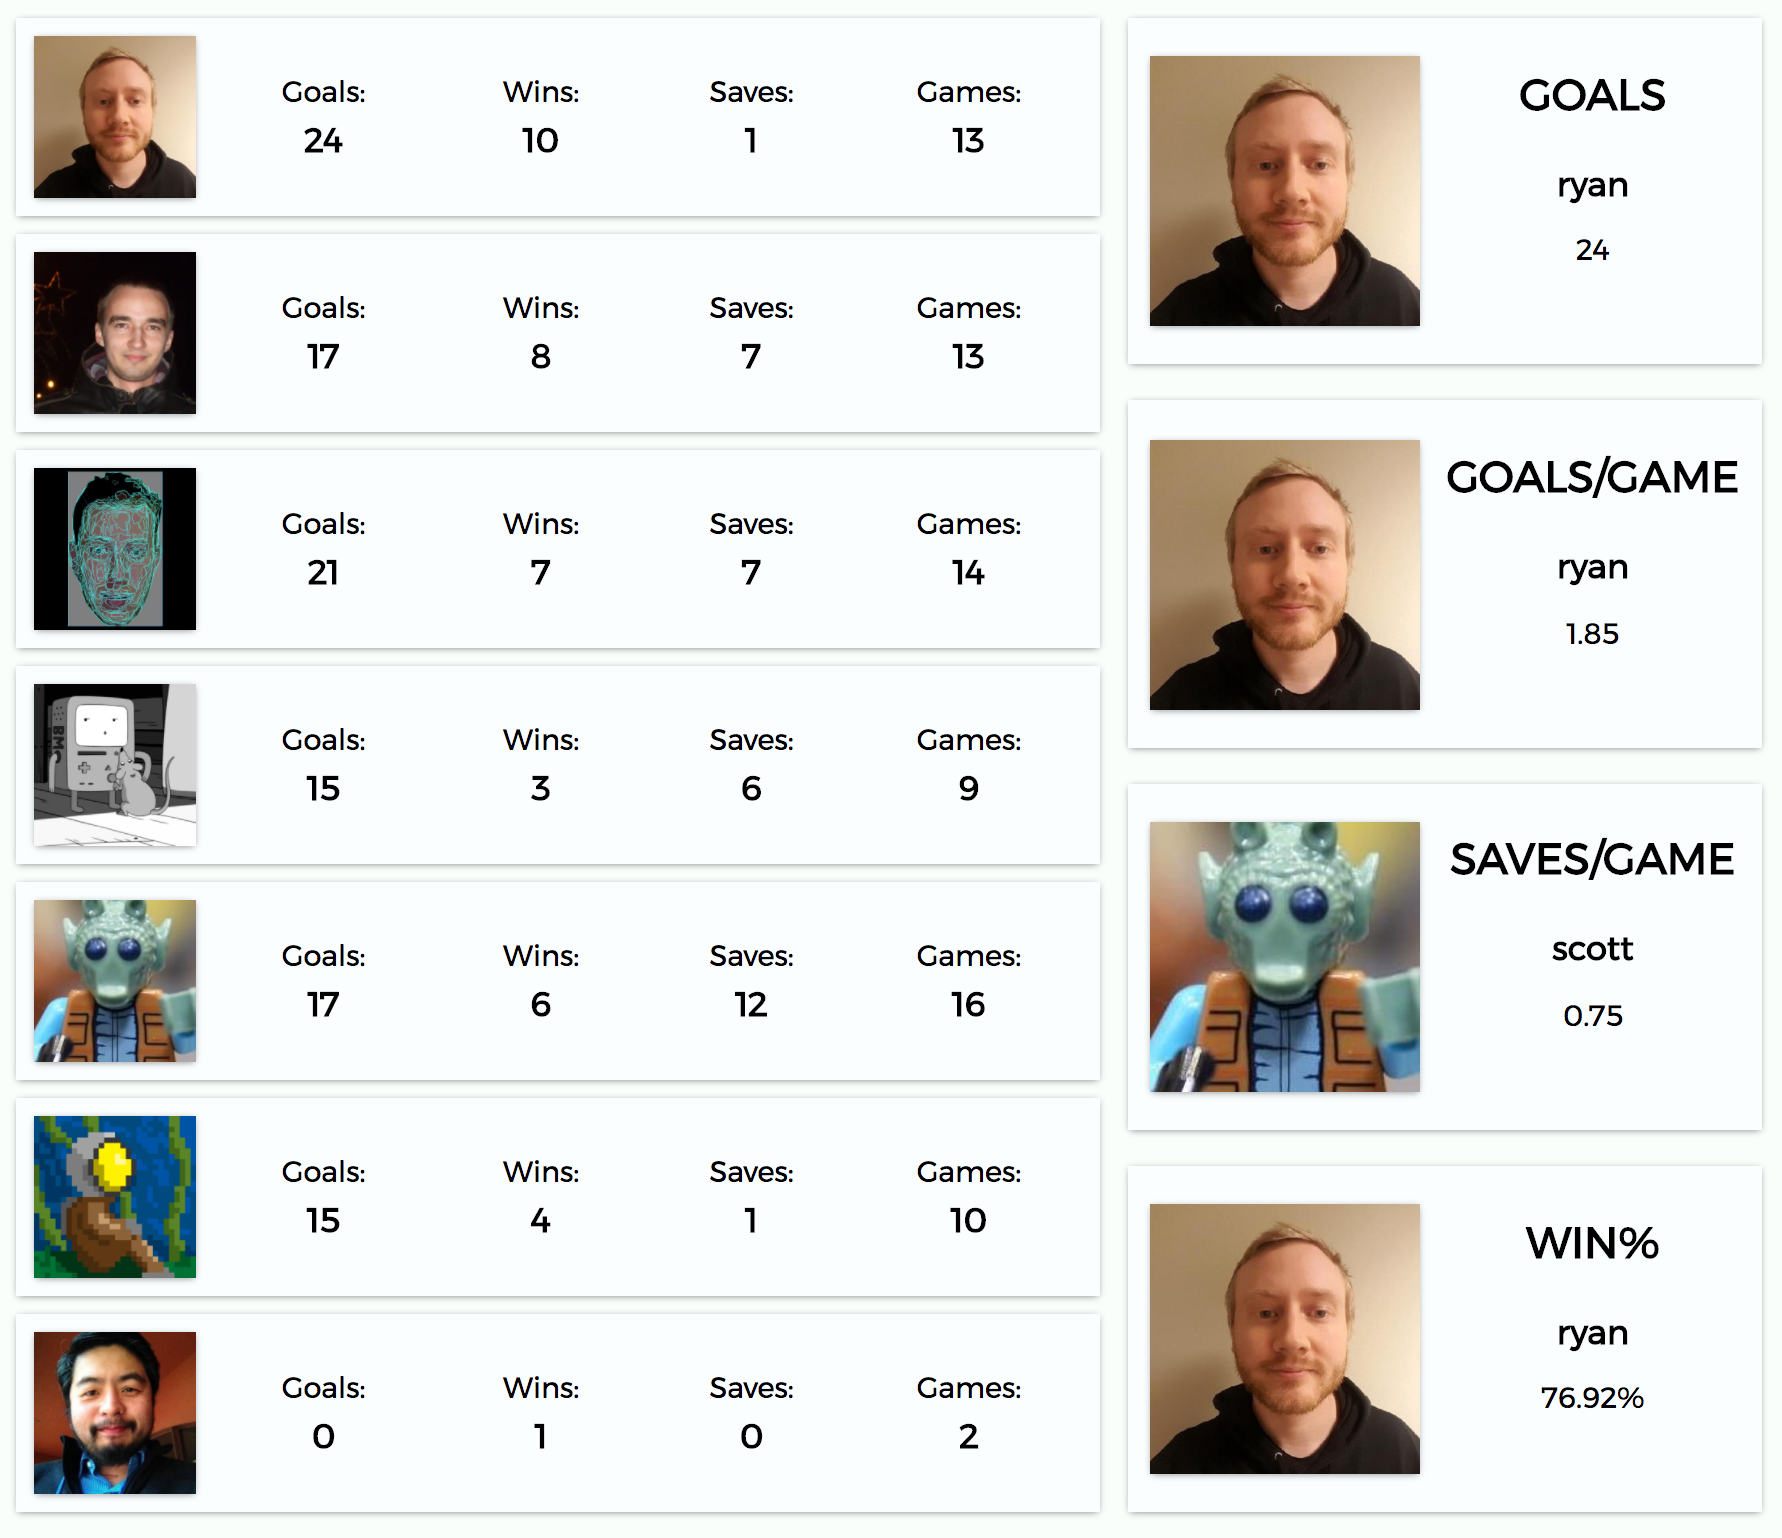 Goals: Wins: Saves: Games:
24 10 1 13
Goals: Wins: Saves: Games:
17 8 7 13
Goals: Wins: Saves: Games:
21 7 7 14
BMO
Goals: Wins: Saves: Games:
15 3 6 9
Goals: Wins: Saves: Games:
17 6 12 16
Goals: Wins: Saves: Games:
15 4 1 10
Goals: Wins: Saves: Games:
0 1 0 2
GOALS
ryan
24
GOALS/GAME
ryan
1.85
SAVES/GAME
scott
0.75
WIN%
ryan
76.92%